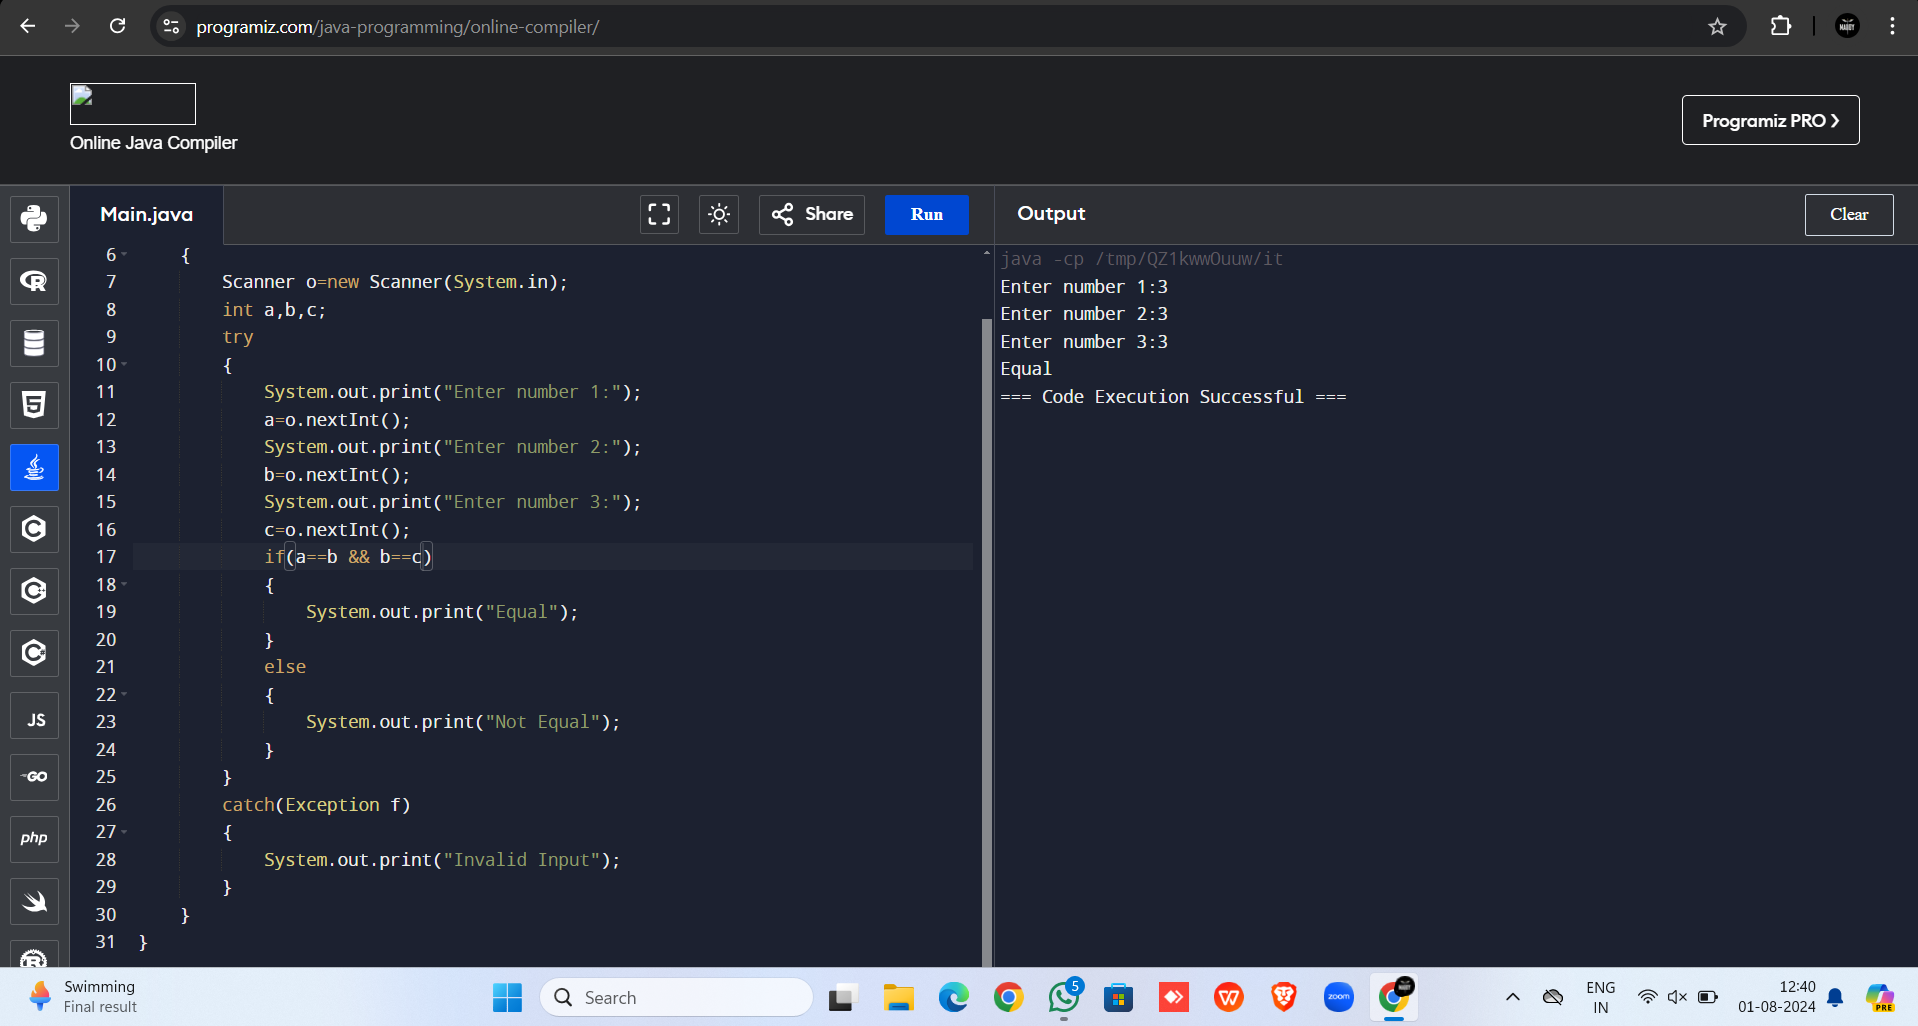 programiz.com/java-programming/online-compiler/
Online Java Compiler
Programiz PRO ❯
Main.java
Share
Run
Output
Clear
6 {
7 Scanner o=new Scanner(System.in);
8 int a,b,c;
9 try
10 {
11 System.out.print("Enter number 1:");
12 a=o.nextInt();
13 System.out.print("Enter number 2:");
14 b=o.nextInt();
15 System.out.print("Enter number 3:");
16 c=o.nextInt();
17 if(a==b && b==c)
18 {
19 System.out.print("Equal");
20 }
21 else
22 {
23 System.out.print("Not Equal");
24 }
25 }
26 catch(Exception f)
27 {
28 System.out.print("Invalid Input");
29 }
30 }
31 }
java -cp /tmp/QZ1kwwOuuw/it
Enter number 1:3
Enter number 2:3
Enter number 3:3
Equal
=== Code Execution Successful ===
JS
GO
php
Swimming
Final result
Search
5
zoom
ENG
IN
12:40
01-08-2024
PRE